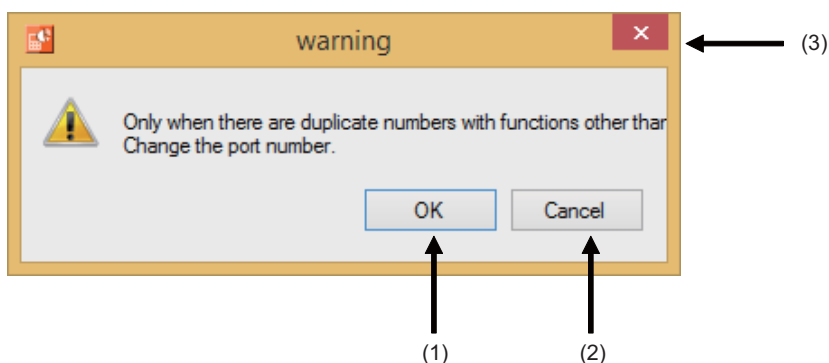 warning
(3)
Only when there are duplicate numbers with functions other than
Change the port number.
OK
Cancel
(1)
(2)